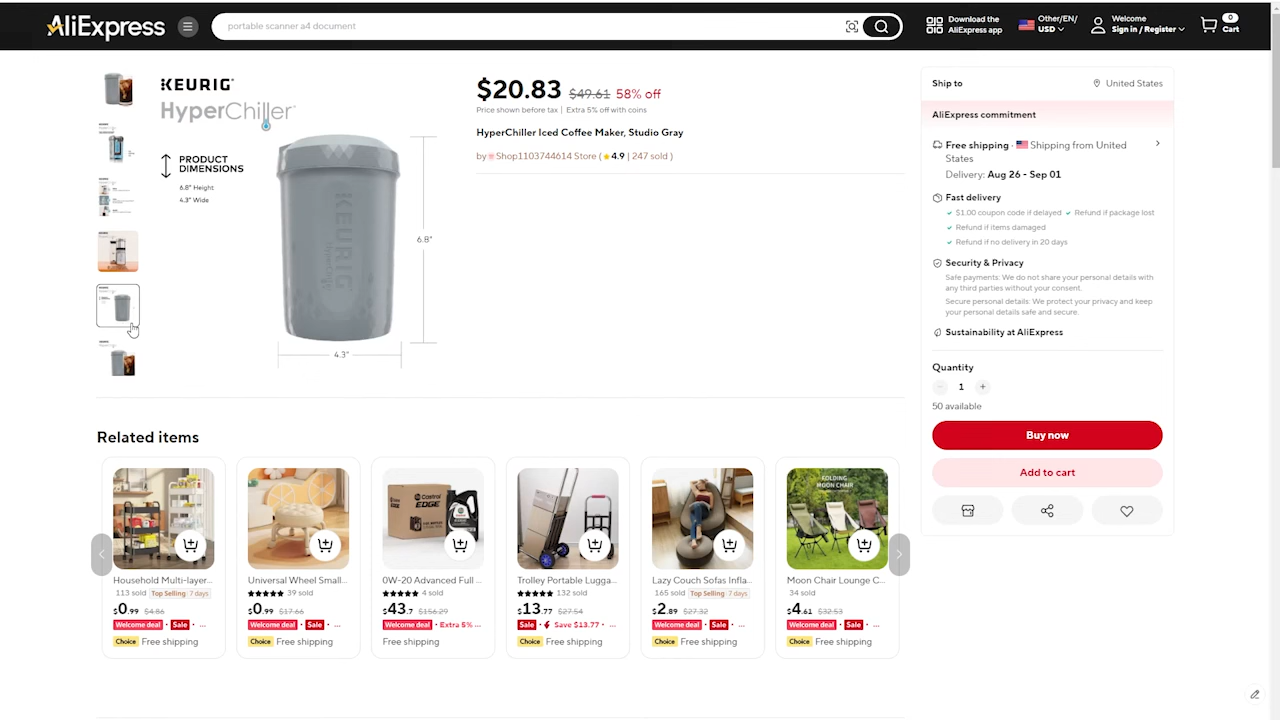 AliExpress
portable scanner a4 document
Download the
AliExpress app
Other/EN/
USD
Welcome
Sign in / Register
0
Cart
KEURIG
HyperChiller
PRODUCT
DIMENSIONS
6.8" Height
4.3" Wide
KEURIG
6.8"
4.3"
$20.83 $49.61 58% off
Price shown before tax | Extra 5% off with coins
HyperChiller Iced Coffee Maker, Studio Gray
by Shop1103744614 Store ( 4.9 | 247 sold )
Ship to
United States
AliExpress commitment
Free shipping · Shipping from United
States
Delivery: Aug 26 - Sep 01
Fast delivery
$1.00 coupon code if delayed Refund if package lost
Refund if items damaged
Refund if no delivery in 20 days
Security & Privacy
Safe payments: We do not share your personal details with
any third parties without your consent.
Secure personal details: We protect your privacy and keep
your personal details safe and secure.
Sustainability at AliExpress
Quantity
- 1 +
50 available
Buy now
Add to cart
Related items
Household Multi-layer...
113 sold Top Selling 7 days
$0.99 $4.86
Welcome deal · Sale · ...
Choice Free shipping
Universal Wheel Small...
39 sold
$0.99 $17.66
Welcome deal · Sale · ...
Choice Free shipping
Castrol
EDGE
0W-20 Advanced Full ...
4 sold
$43.7 $156.29
Welcome deal · Extra 5% ...
Free shipping
Trolley Portable Lugga...
132 sold
$13.77 $27.54
Sale · Save $13.77 · ...
Choice Free shipping
Lazy Couch Sofas Infla...
165 sold Top Selling 7 days
$2.89 $27.32
Welcome deal · Sale · ...
Choice Free shipping
FOLDING
MOON CHAIR
Moon Chair Lounge C...
34 sold
$4.61 $32.53
Welcome deal · Sale · ...
Choice Free shipping